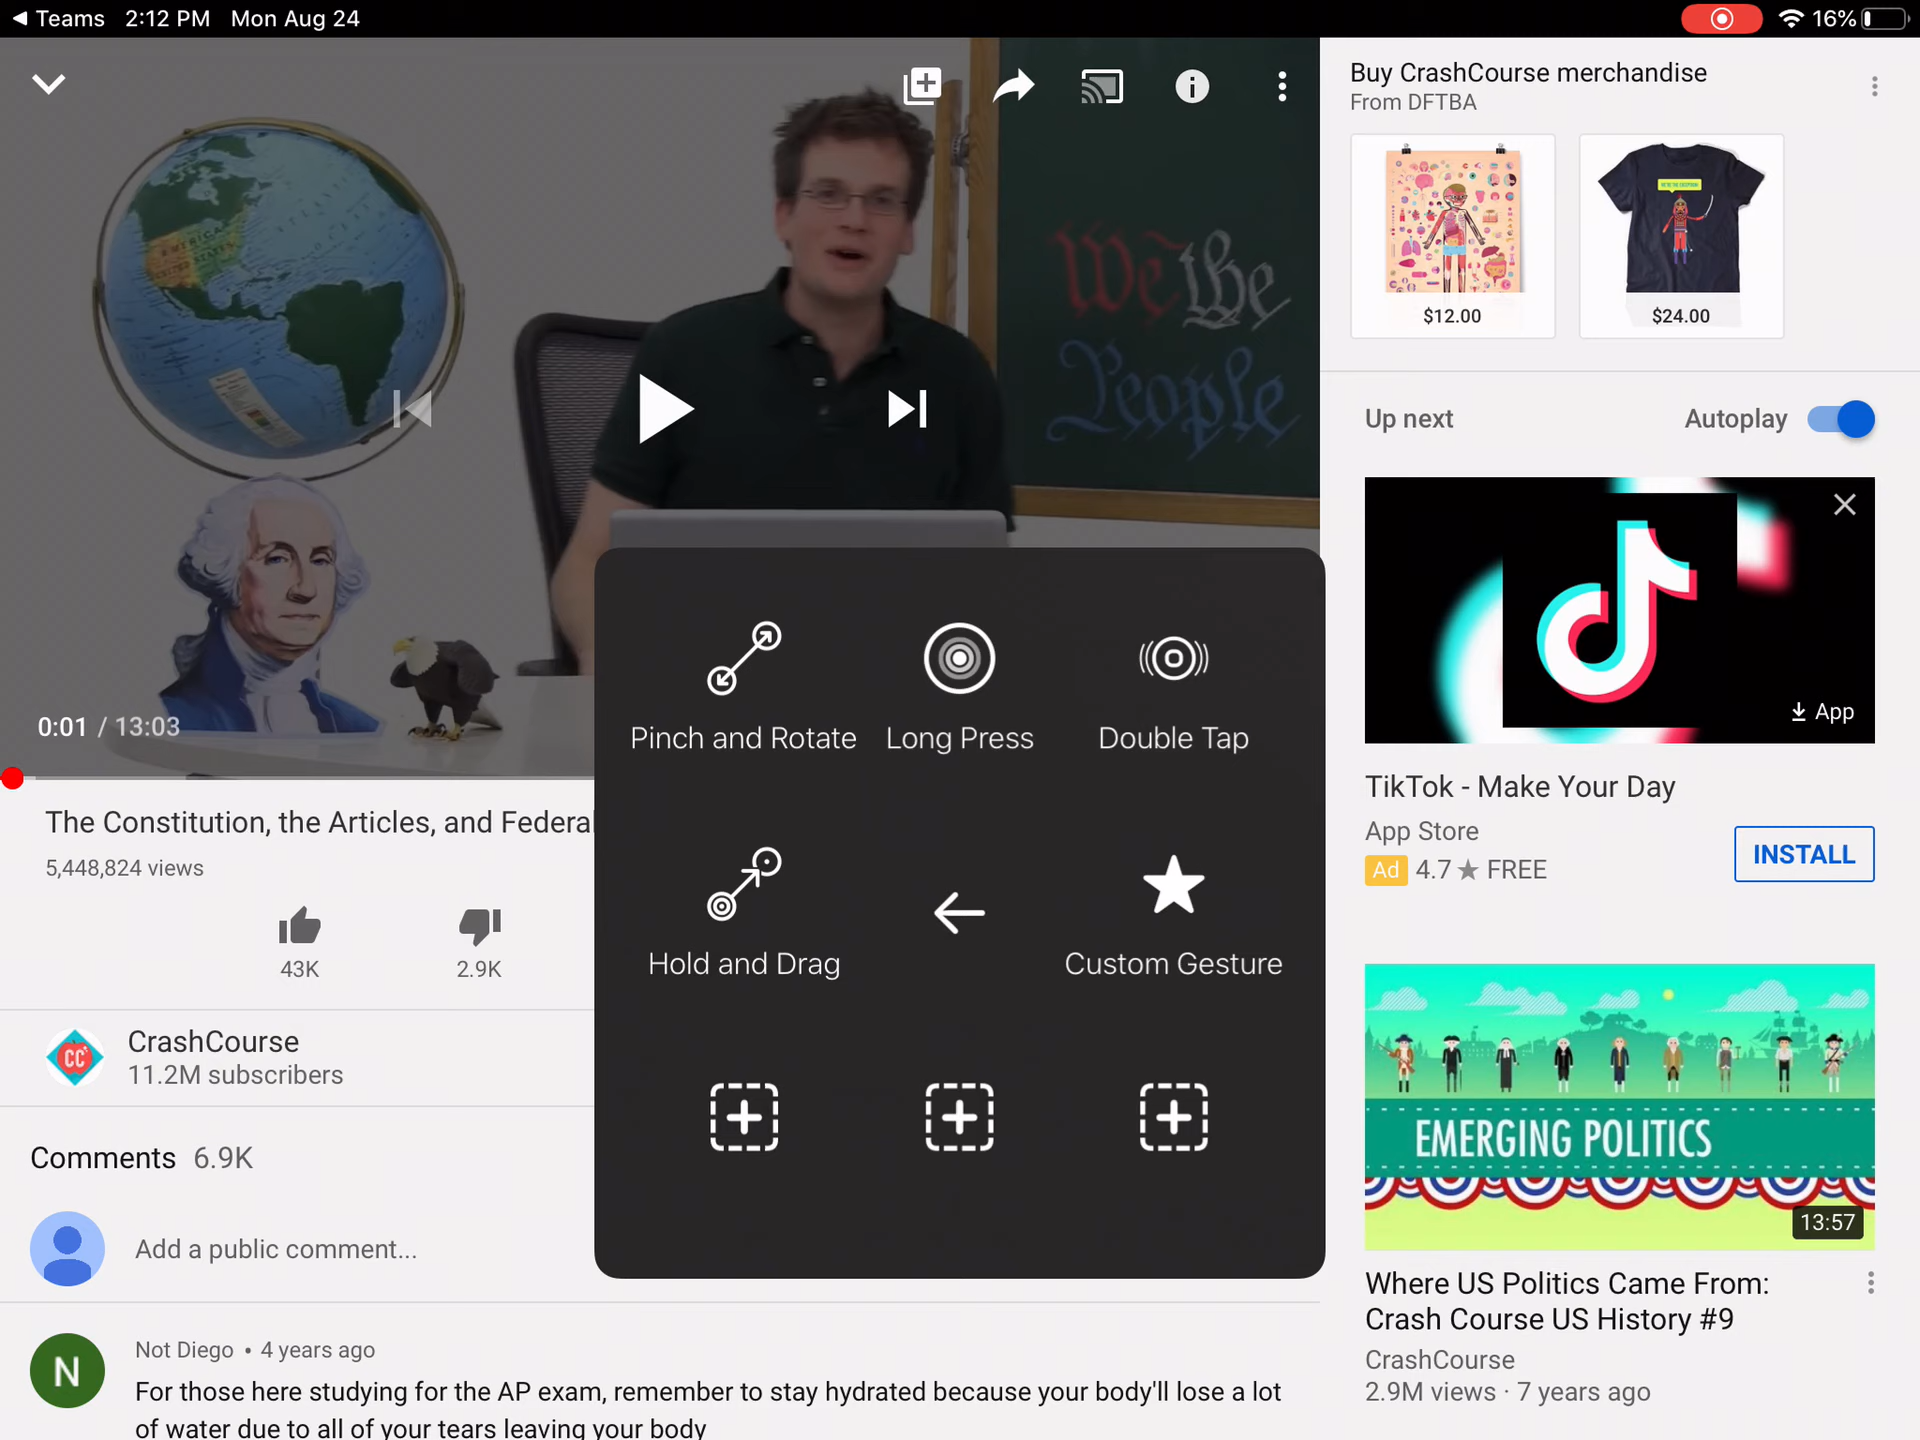 Teams 2:12 PM Mon Aug 24
16%
AMERICA
UNITED STATES
We the
People
0:01 / 13:03
The Constitution, the Articles, and Federal
5,448,824 views
43K
2.9K
CC
CrashCourse
11.2M subscribers
Comments 6.9K
Add a public comment...
N
Not Diego • 4 years ago
For those here studying for the AP exam, remember to stay hydrated because your body'll lose a lot
of water due to all of your tears leaving your body
Pinch and Rotate
Long Press
Double Tap
Hold and Drag
Custom Gesture
Buy CrashCourse merchandise
From DFTBA
$12.00
$24.00
Up next
Autoplay
App
TikTok - Make Your Day
App Store
Ad 4.7 ★ FREE
INSTALL
EMERGING POLITICS
13:57
Where US Politics Came From:
Crash Course US History #9
CrashCourse
2.9M views · 7 years ago